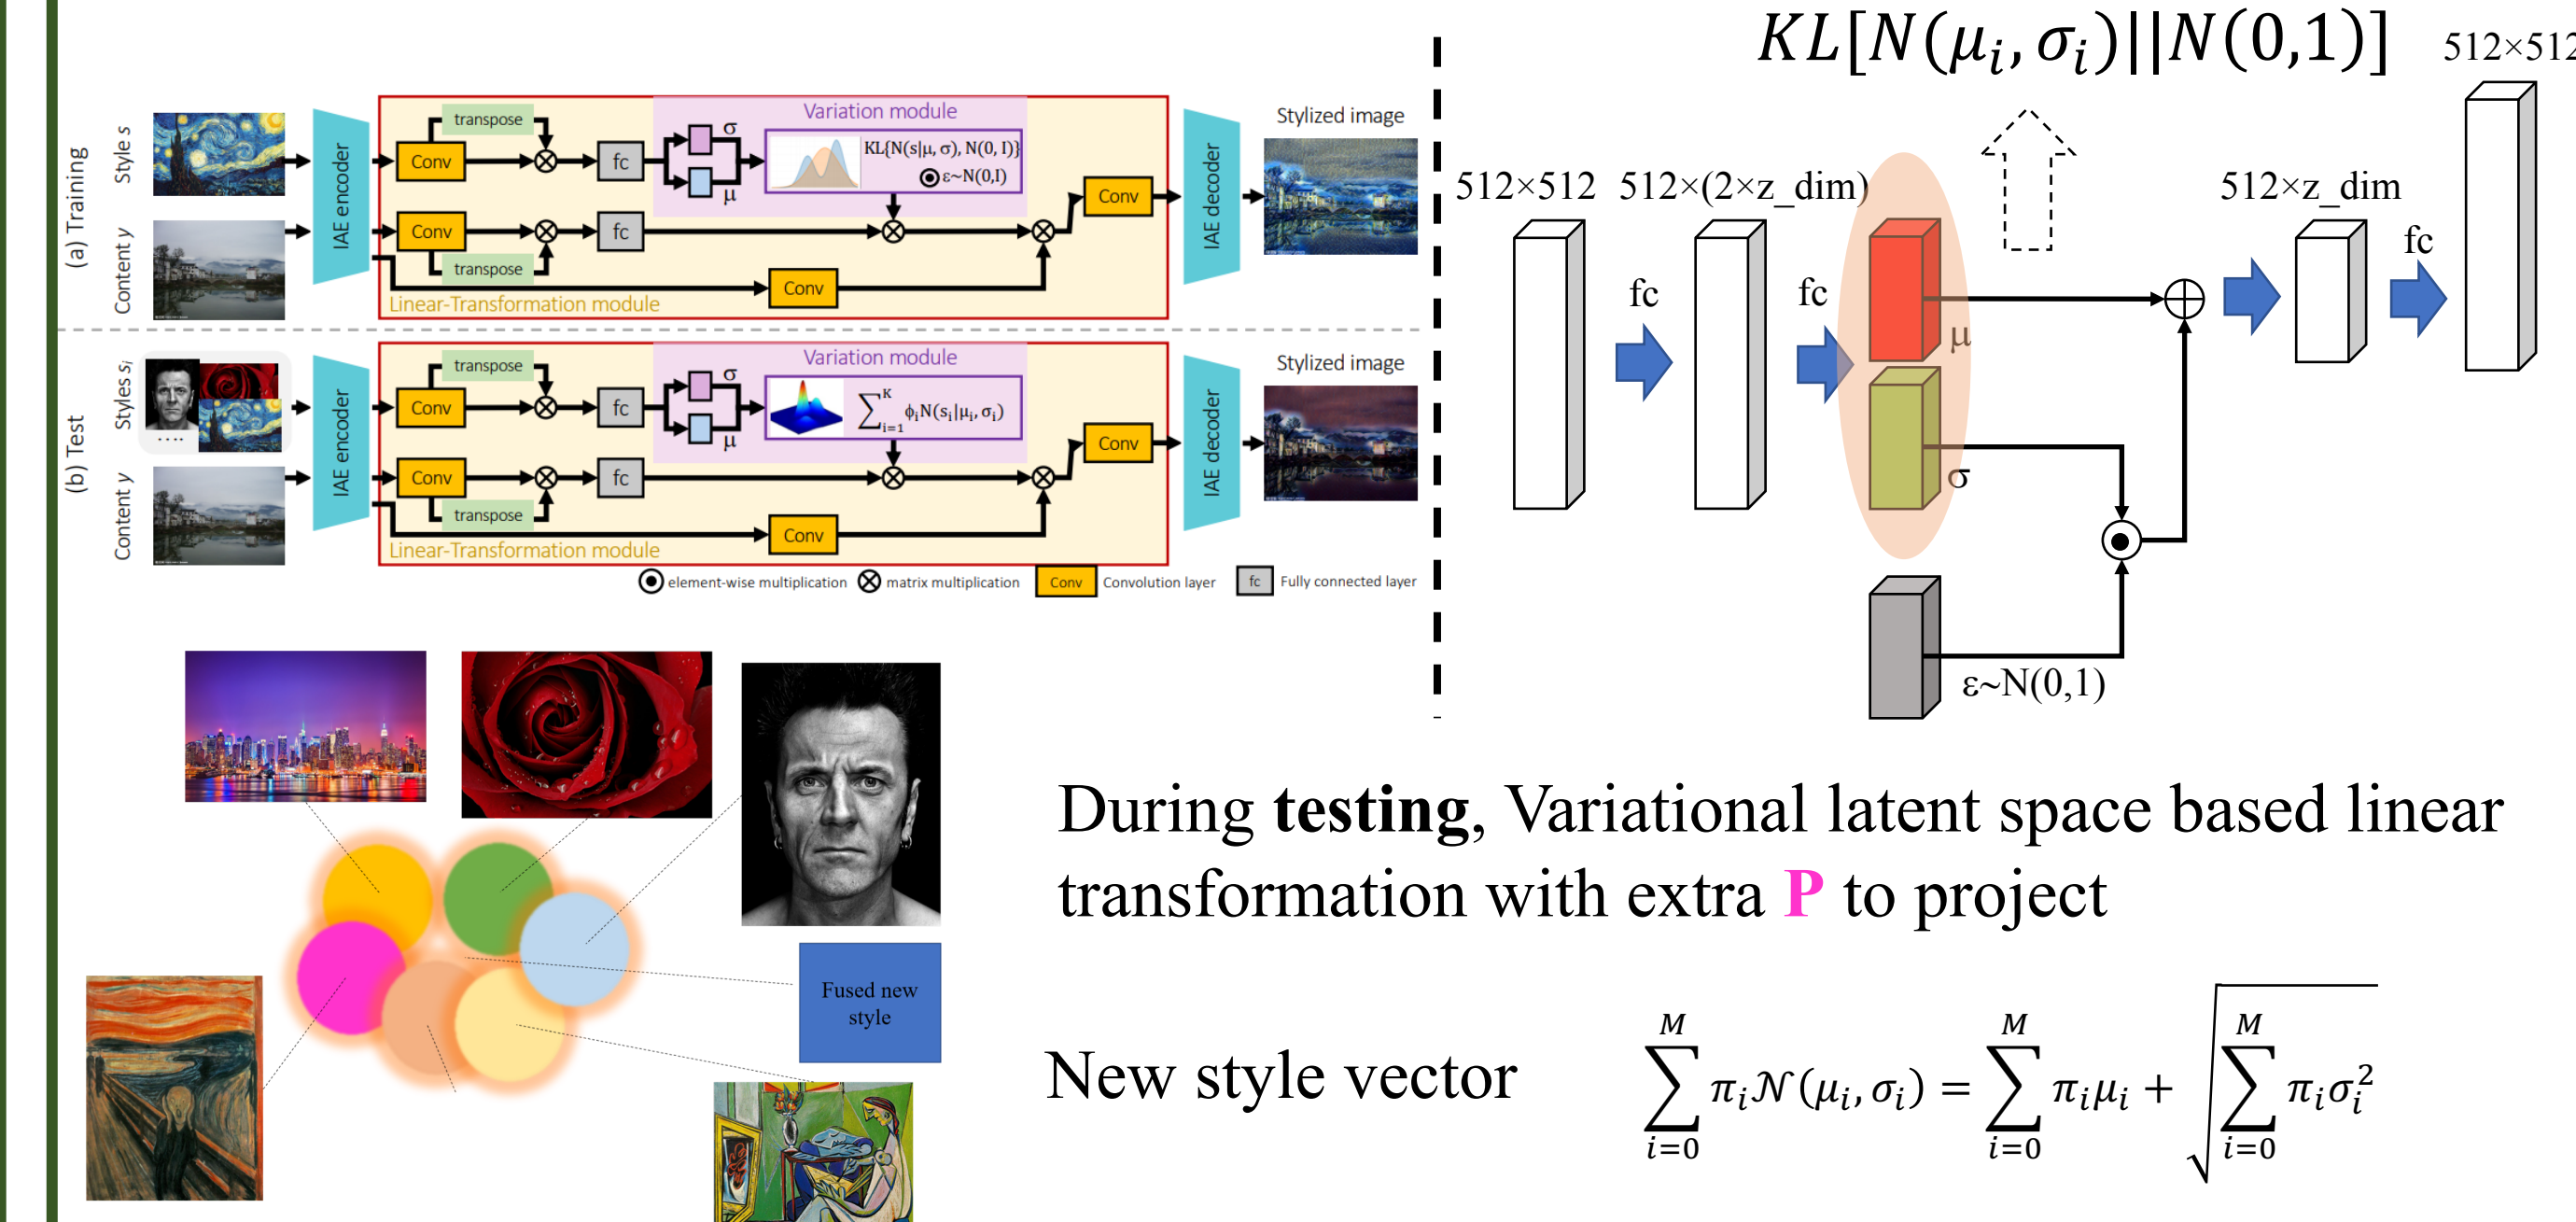 (a) Training
Style s
Content y
IAE encoder
transpose
Conv
fc
σ
μ
Variation module
KL{N(s|μ, σ), N(0, I)}
ε~N(0,I)
Conv
transpose
fc
Conv
Linear-Transformation module
Conv
IAE decoder
Stylized image
(b) Test
Styles sᵢ
....
Content y
IAE encoder
transpose
Conv
fc
σ
μ
Variation module
∑ᵢ₌₁ᴷ ϕᵢN(sᵢ|μᵢ, σᵢ)
Conv
transpose
fc
Conv
Linear-Transformation module
Conv
IAE decoder
Stylized image
element-wise multiplication
matrix multiplication
Conv Convolution layer
fc Fully connected layer
KL[N(μᵢ, σᵢ)||N(0,1)]
512×512
512×512
512×(2×z_dim)
512×z_dim
fc
fc
fc
μ
σ
ε~N(0,1)
Fused new
style
During testing, Variational latent space based linear
transformation with extra P to project
New style vector
∑ᵢ₌₀ᴹ πᵢ𝒩(μᵢ, σᵢ) = ∑ᵢ₌₀ᴹ πᵢμᵢ + √(∑ᵢ₌₀ᴹ πᵢσᵢ²)